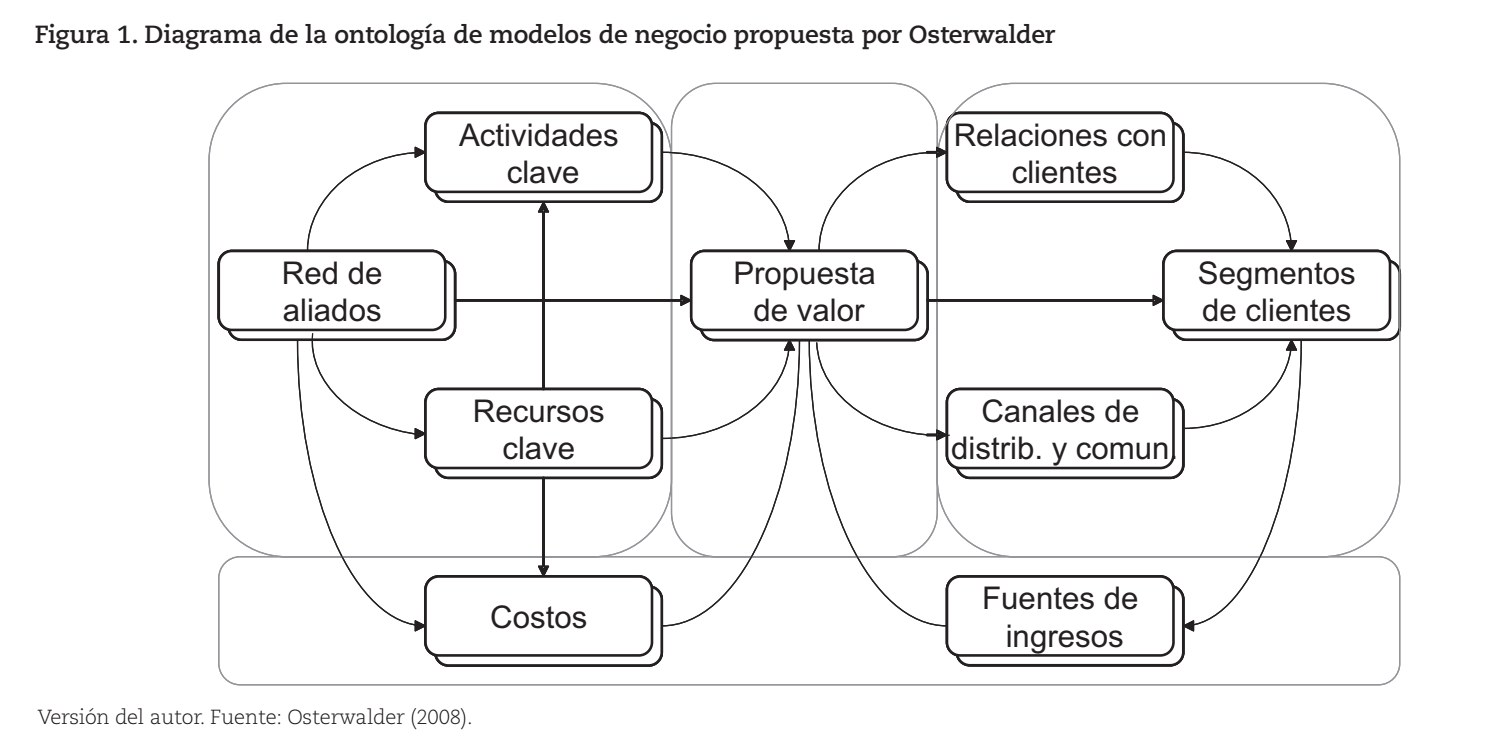 Figura 1. Diagrama de la ontología de modelos de negocio propuesta por Osterwalder
Actividades
clave
Relaciones con
clientes
Red de
aliados
Propuesta
de valor
Segmentos
de clientes
Recursos
clave
Canales de
distrib. y comun.
Costos
Fuentes de
ingresos
Versión del autor. Fuente: Osterwalder (2008).